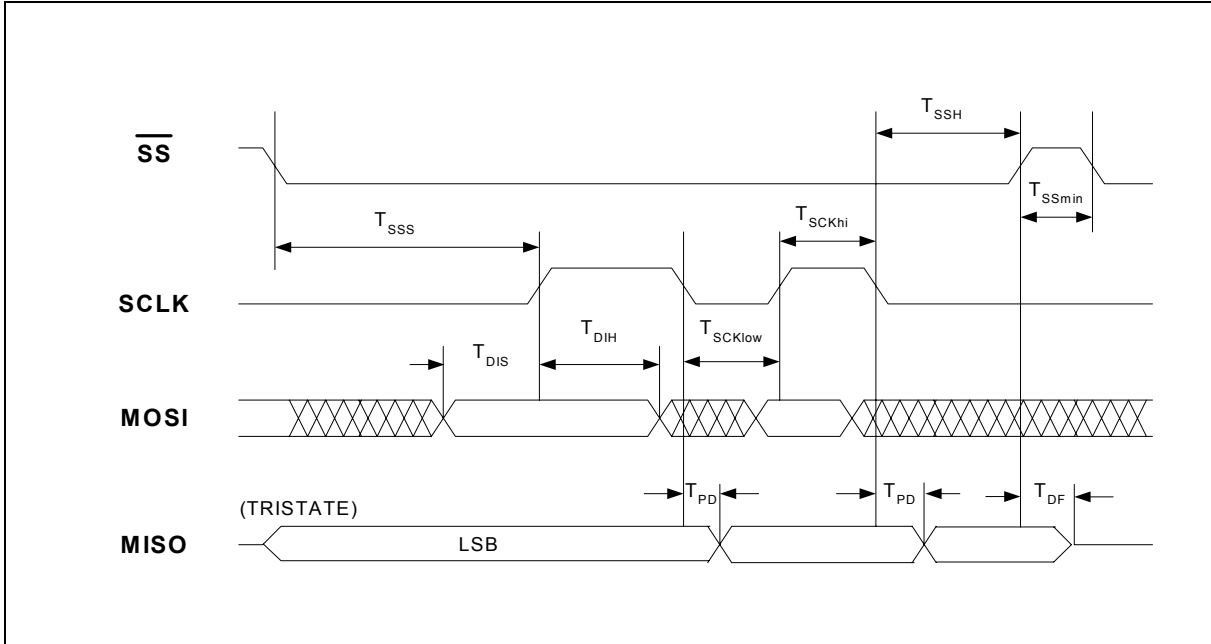 T_SSH
SS
T_SSmin
T_SSS
T_SCKhi
SCLK
T_DIH
T_SCKlow
T_DIS
MOSI
T_PD
T_PD
T_DF
(TRISTATE)
MISO
LSB